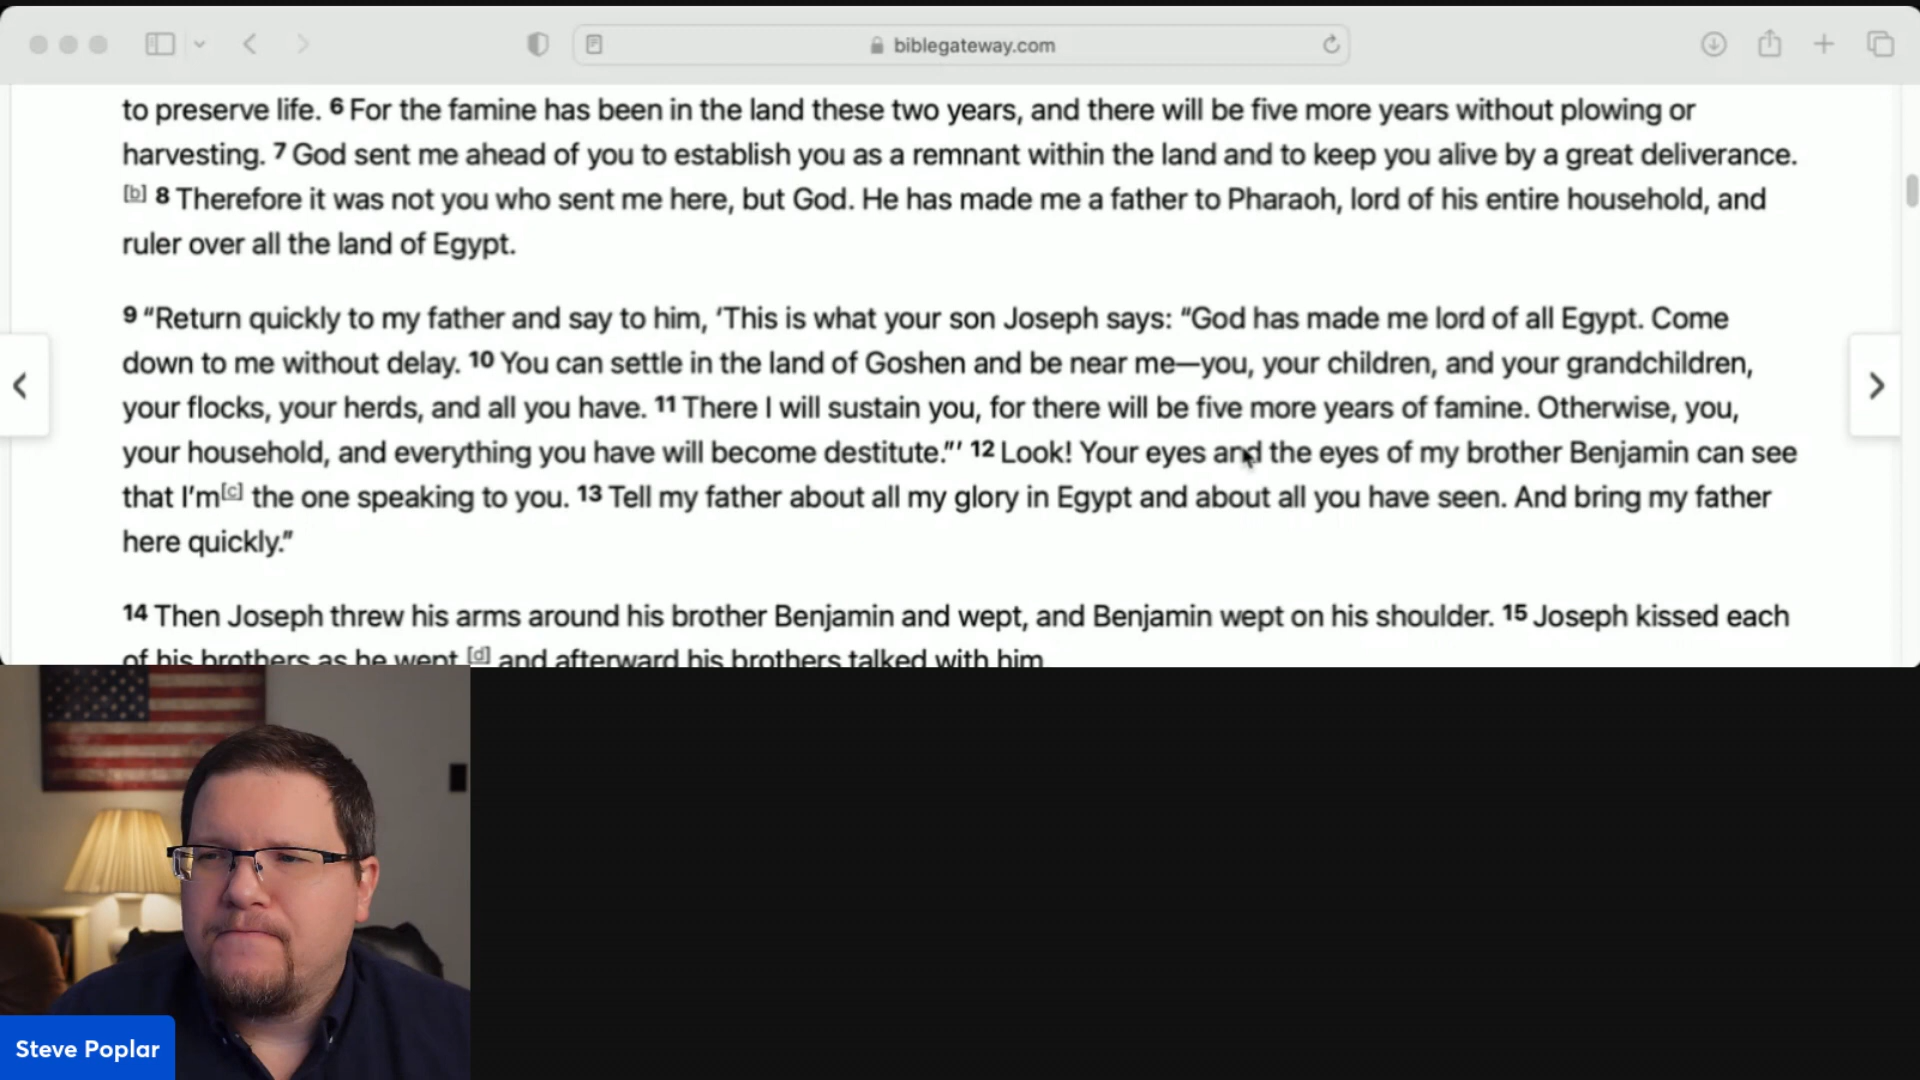 biblegateway.com
to preserve life. 6 For the famine has been in the land these two years, and there will be five more years without plowing or
harvesting. 7 God sent me ahead of you to establish you as a remnant within the land and to keep you alive by a great deliverance.
[b] 8 Therefore it was not you who sent me here, but God. He has made me a father to Pharaoh, lord of his entire household, and
ruler over all the land of Egypt.
9 “Return quickly to my father and say to him, ‘This is what your son Joseph says: “God has made me lord of all Egypt. Come
down to me without delay. 10 You can settle in the land of Goshen and be near me—you, your children, and your grandchildren,
your flocks, your herds, and all you have. 11 There I will sustain you, for there will be five more years of famine. Otherwise, you,
your household, and everything you have will become destitute.”’ 12 Look! Your eyes and the eyes of my brother Benjamin can see
that I’m[c] the one speaking to you. 13 Tell my father about all my glory in Egypt and about all you have seen. And bring my father
here quickly.”
14 Then Joseph threw his arms around his brother Benjamin and wept, and Benjamin wept on his shoulder. 15 Joseph kissed each
of his brothers as he wept,[d] and afterward his brothers talked with him.
Steve Poplar